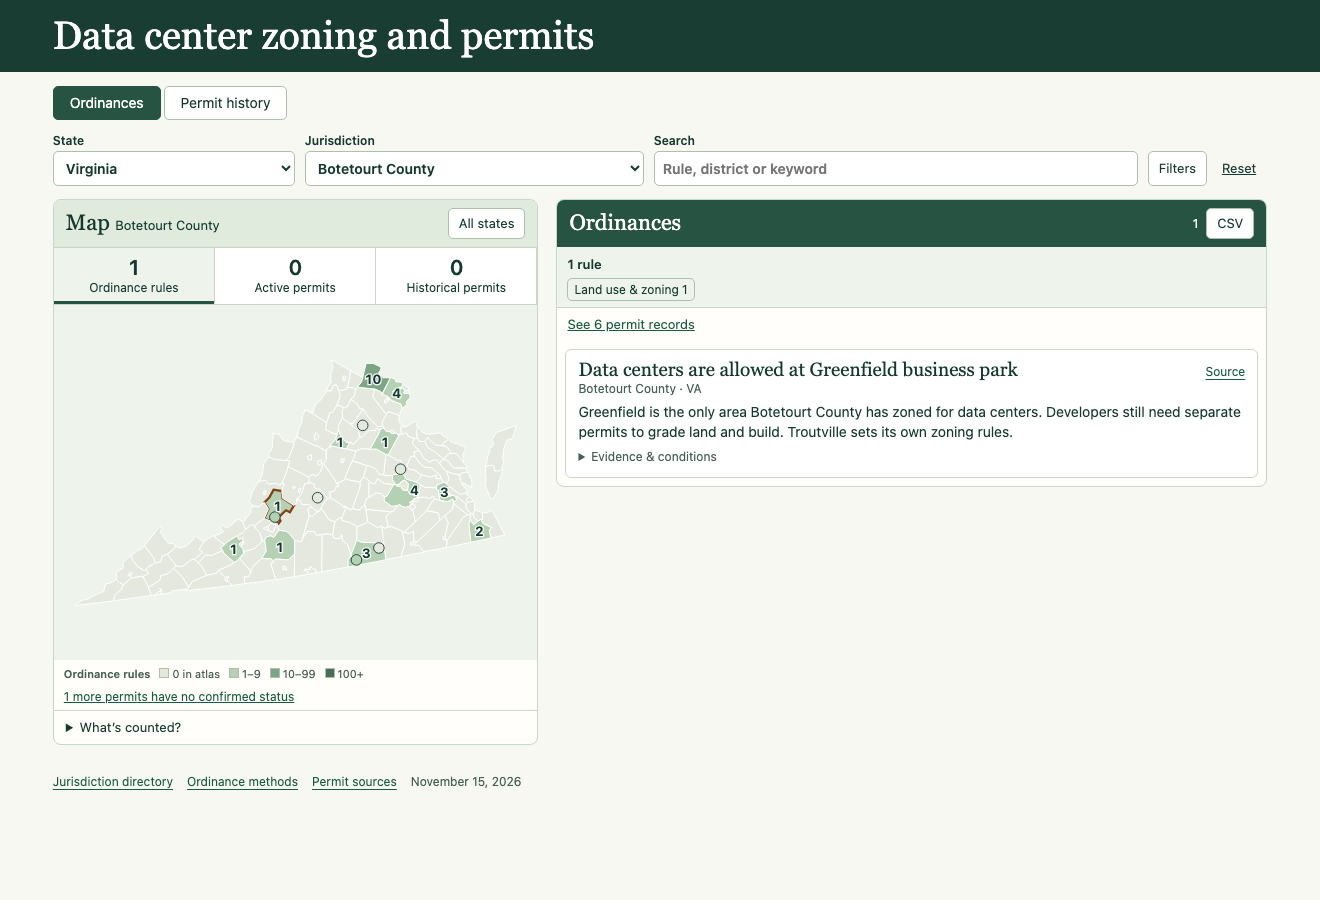 Data center zoning and permits
Ordinances
Permit history
State
Jurisdiction
Search
Virginia
Botetourt County
Rule, district or keyword
Filters
Reset
Map Botetourt County
All states
1
Ordinance rules
0
Active permits
0
Historical permits
10
4
1
1
4
3
1
2
1
1
3
Ordinance rules 0 in atlas 1–9 10–99 100+
1 more permits have no confirmed status
What's counted?
Ordinances
1
CSV
1 rule
Land use & zoning 1
See 6 permit records
Data centers are allowed at Greenfield business park
Source
Botetourt County · VA
Greenfield is the only area Botetourt County has zoned for data centers. Developers still need separate
permits to grade land and build. Troutville sets its own zoning rules.
Evidence & conditions
Jurisdiction directory
Ordinance methods
Permit sources
November 15, 2026